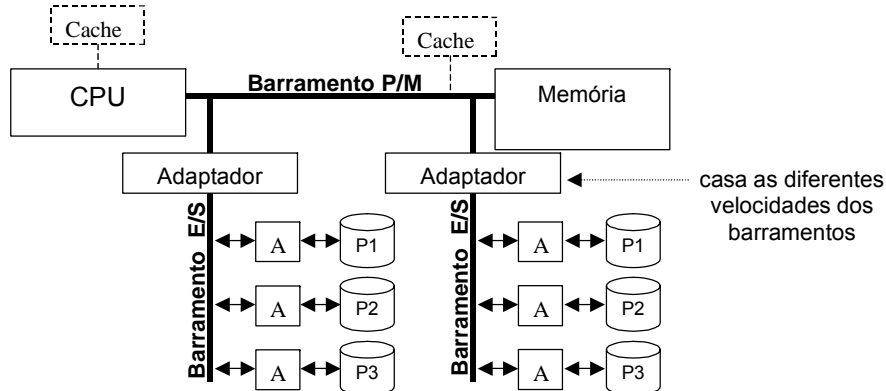 Cache
Cache
CPU
Barramento P/M
Memória
Adaptador
Adaptador
casa as diferentes
velocidades dos
barramentos
Barramento E/S
A
P1
A
P2
A
P3
Barramento E/S
A
P1
A
P2
A
P3